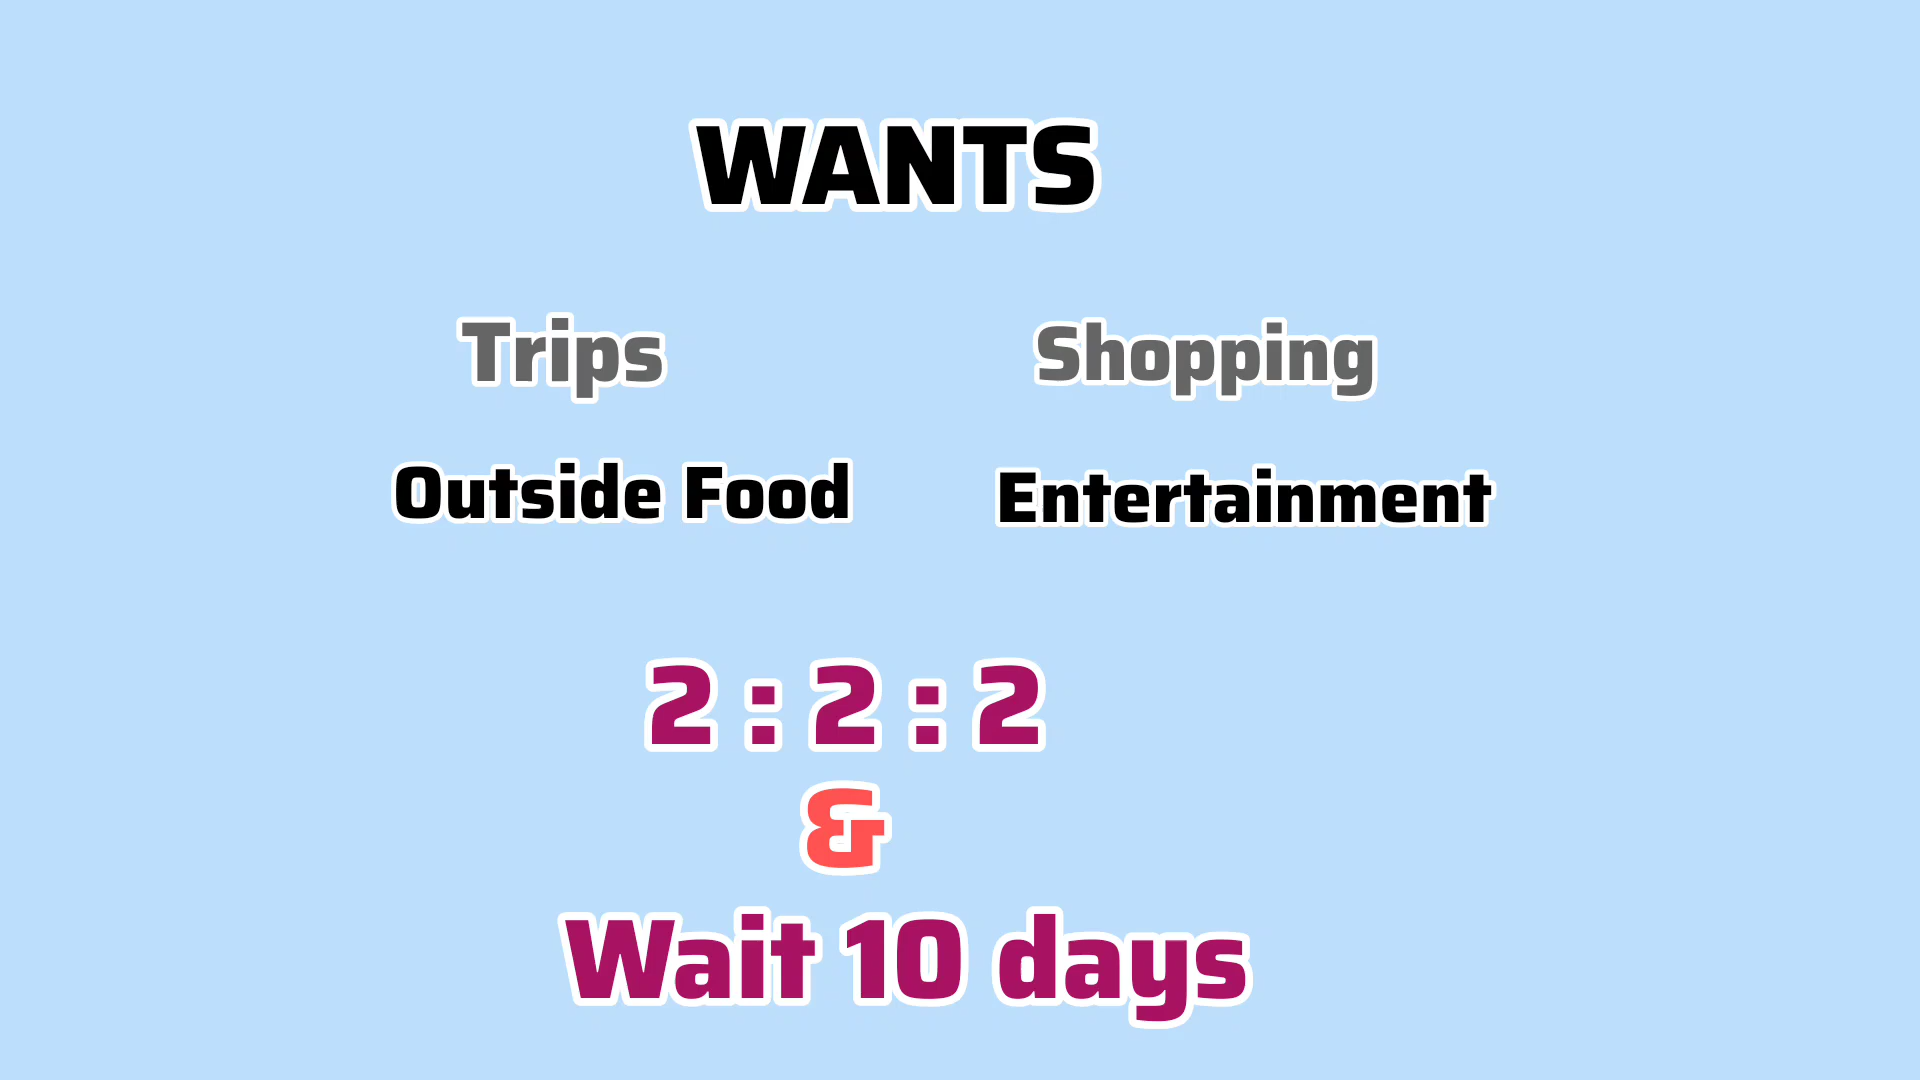 WANTS
Trips
Shopping
Outside Food
Entertainment
2 : 2 : 2
&
Wait 10 days